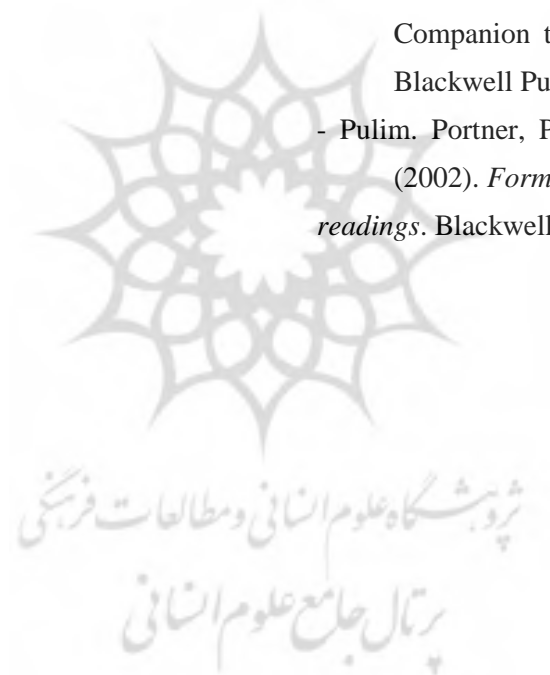 Companion t
Blackwell Pu
- Pulim. Portner, P
(2002). Form
readings. Blackwell
پژوهشگاه علوم انسانی و مطالعات فرهنگی
پرتال جامع علوم انسانی